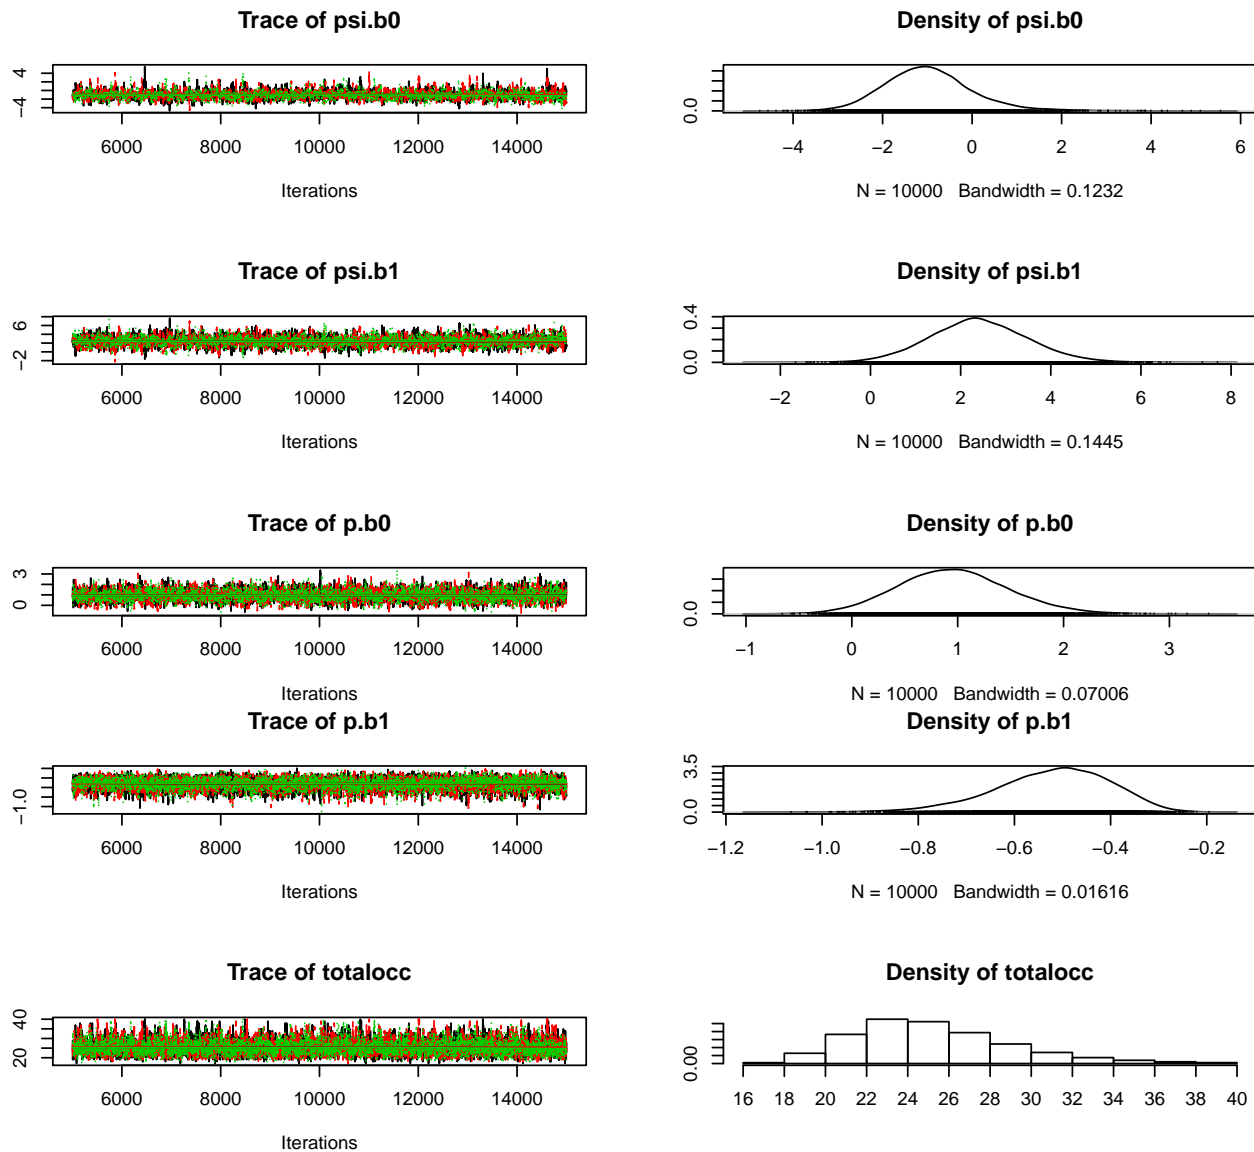 Trace of psi.b0
−4 4
6000 8000 10000 12000 14000
Iterations
Density of psi.b0
0.0
−4 −2 0 2 4 6
N = 10000 Bandwidth = 0.1232
Trace of psi.b1
−2 6
6000 8000 10000 12000 14000
Iterations
Density of psi.b1
0.0 0.4
−2 0 2 4 6 8
N = 10000 Bandwidth = 0.1445
Trace of p.b0
0 3
6000 8000 10000 12000 14000
Iterations
Density of p.b0
0.0
−1 0 1 2 3
N = 10000 Bandwidth = 0.07006
Trace of p.b1
−1.0
6000 8000 10000 12000 14000
Iterations
Density of p.b1
0.0 3.5
−1.2 −1.0 −0.8 −0.6 −0.4 −0.2
N = 10000 Bandwidth = 0.01616
Trace of totalocc
20 40
6000 8000 10000 12000 14000
Iterations
Density of totalocc
0.00
16 18 20 22 24 26 28 30 32 34 36 38 40